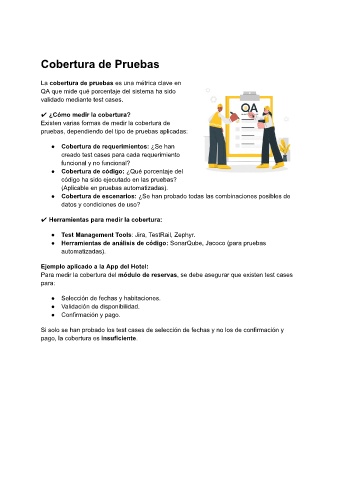 Cobertura de Pruebas
La cobertura de pruebas es una métrica clave en
QA que mide qué porcentaje del sistema ha sido
validado mediante test cases.
QA
✔ ¿Cómo medir la cobertura?
Existen varias formas de medir la cobertura de
pruebas, dependiendo del tipo de pruebas aplicadas:
● Cobertura de requerimientos: ¿Se han
creado test cases para cada requerimiento
funcional y no funcional?
● Cobertura de código: ¿Qué porcentaje del
código ha sido ejecutado en las pruebas?
(Aplicable en pruebas automatizadas).
● Cobertura de escenarios: ¿Se han probado todas las combinaciones posibles de
datos y condiciones de uso?
✔ Herramientas para medir la cobertura:
● Test Management Tools: Jira, TestRail, Zephyr.
● Herramientas de análisis de código: SonarQube, Jacoco (para pruebas
automatizadas).
Ejemplo aplicado a la App del Hotel:
Para medir la cobertura del módulo de reservas, se debe asegurar que existen test cases
para:
● Selección de fechas y habitaciones.
● Validación de disponibilidad.
● Confirmación y pago.
Si solo se han probado los test cases de selección de fechas y no los de confirmación y
pago, la cobertura es insuficiente.